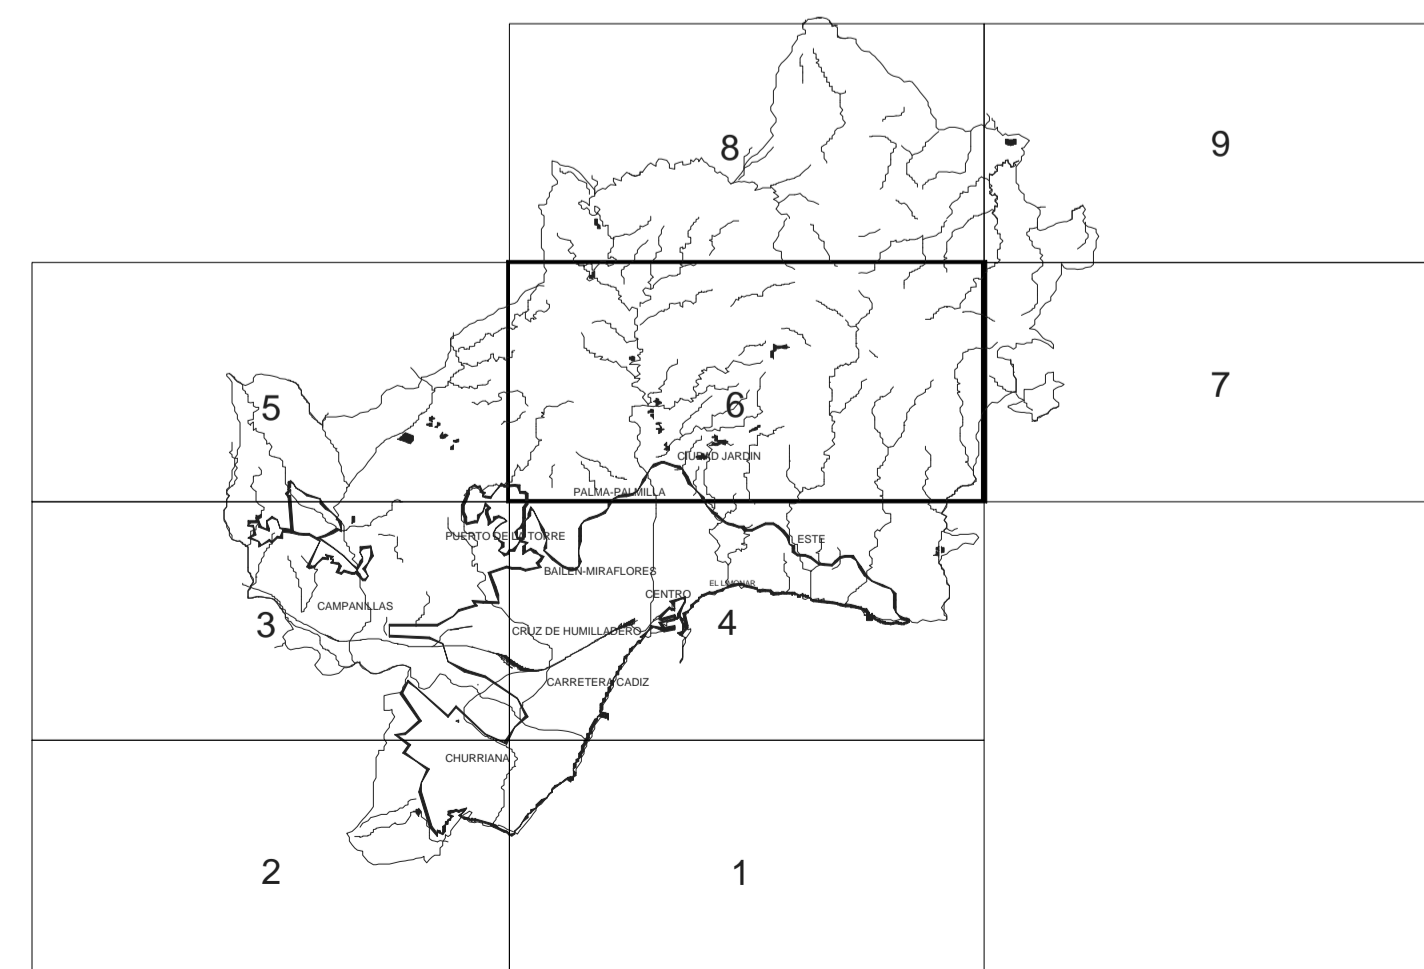 8
9
5
6
7
CIUDAD JARDIN
PALMA-PALMILLA
PUERTO DE LA TORRE
ESTE
BAILEN-MIRAFLORES
EL LIMONAR
CENTRO
CAMPANILLAS
3
4
CRUZ DE HUMILLADERO
CARRETERA CADIZ
CHURRIANA
2
1